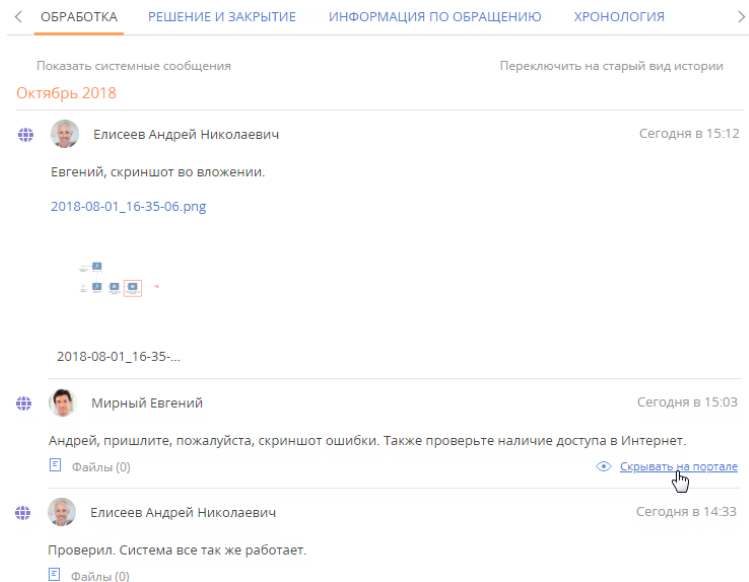 ОБРАБОТКА РЕШЕНИЕ И ЗАКРЫТИЕ ИНФОРМАЦИЯ ПО ОБРАЩЕНИЮ ХРОНОЛОГИЯ
Показать системные сообщения Переключить на старый вид истории
Октябрь 2018
Елисеев Андрей Николаевич Сегодня в 15:12
Евгений, скриншот во вложении.
2018-08-01_16-35-06.png
2018-08-01_16-35-...
Мирный Евгений Сегодня в 15:03
Андрей, пришлите, пожалуйста, скриншот ошибки. Также проверьте наличие доступа в Интернет.
Файлы (0) Скрывать на портале
Елисеев Андрей Николаевич Сегодня в 14:33
Проверил. Система все так же работает.
Файлы (0)